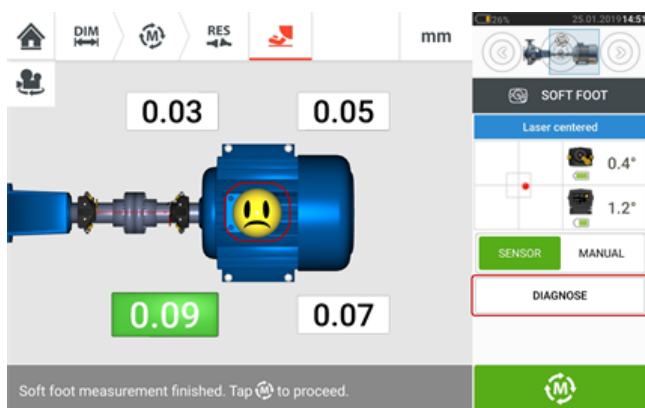 26% 25.01.2019 14:51
DIM RES mm
M
SOFT FOOT
Laser centered
0.03 0.05
0.4°
1.2°
SENSOR MANUAL
DIAGNOSE
0.09 0.07
Soft foot measurement finished. Tap M to proceed.
M